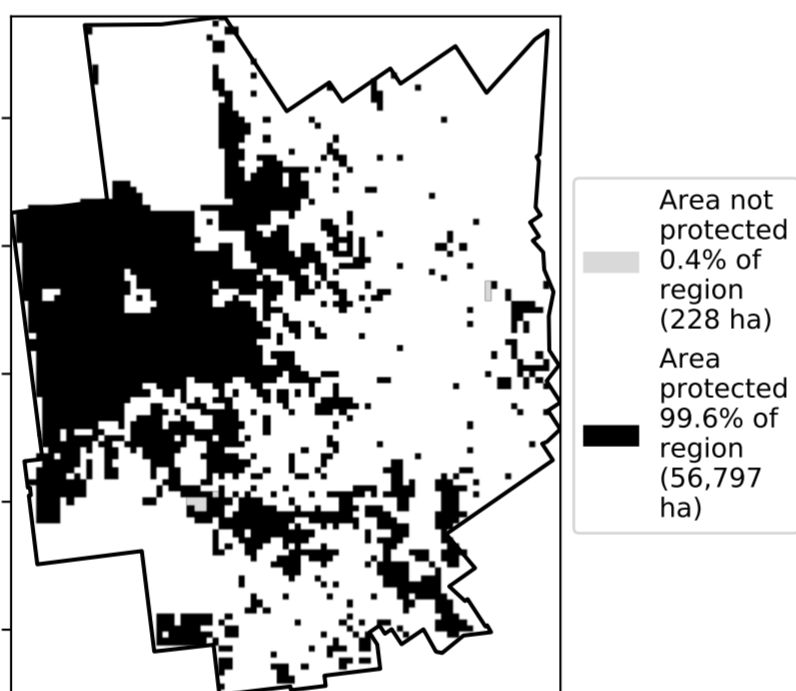 Area not
protected
0.4% of
region
(228 ha)
Area
protected
99.6% of
region
(56,797
ha)